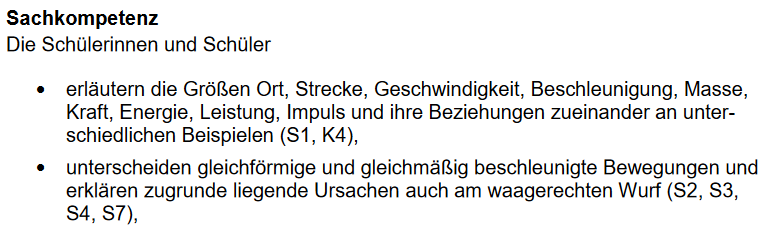 Sachkompetenz
Die Schülerinnen und Schüler
• erläutern die Größen Ort, Strecke, Geschwindigkeit, Beschleunigung, Masse,
Kraft, Energie, Leistung, Impuls und ihre Beziehungen zueinander an unter-
schiedlichen Beispielen (S1, K4),
• unterscheiden gleichförmige und gleichmäßig beschleunigte Bewegungen und
erklären zugrunde liegende Ursachen auch am waagerechten Wurf (S2, S3,
S4, S7),